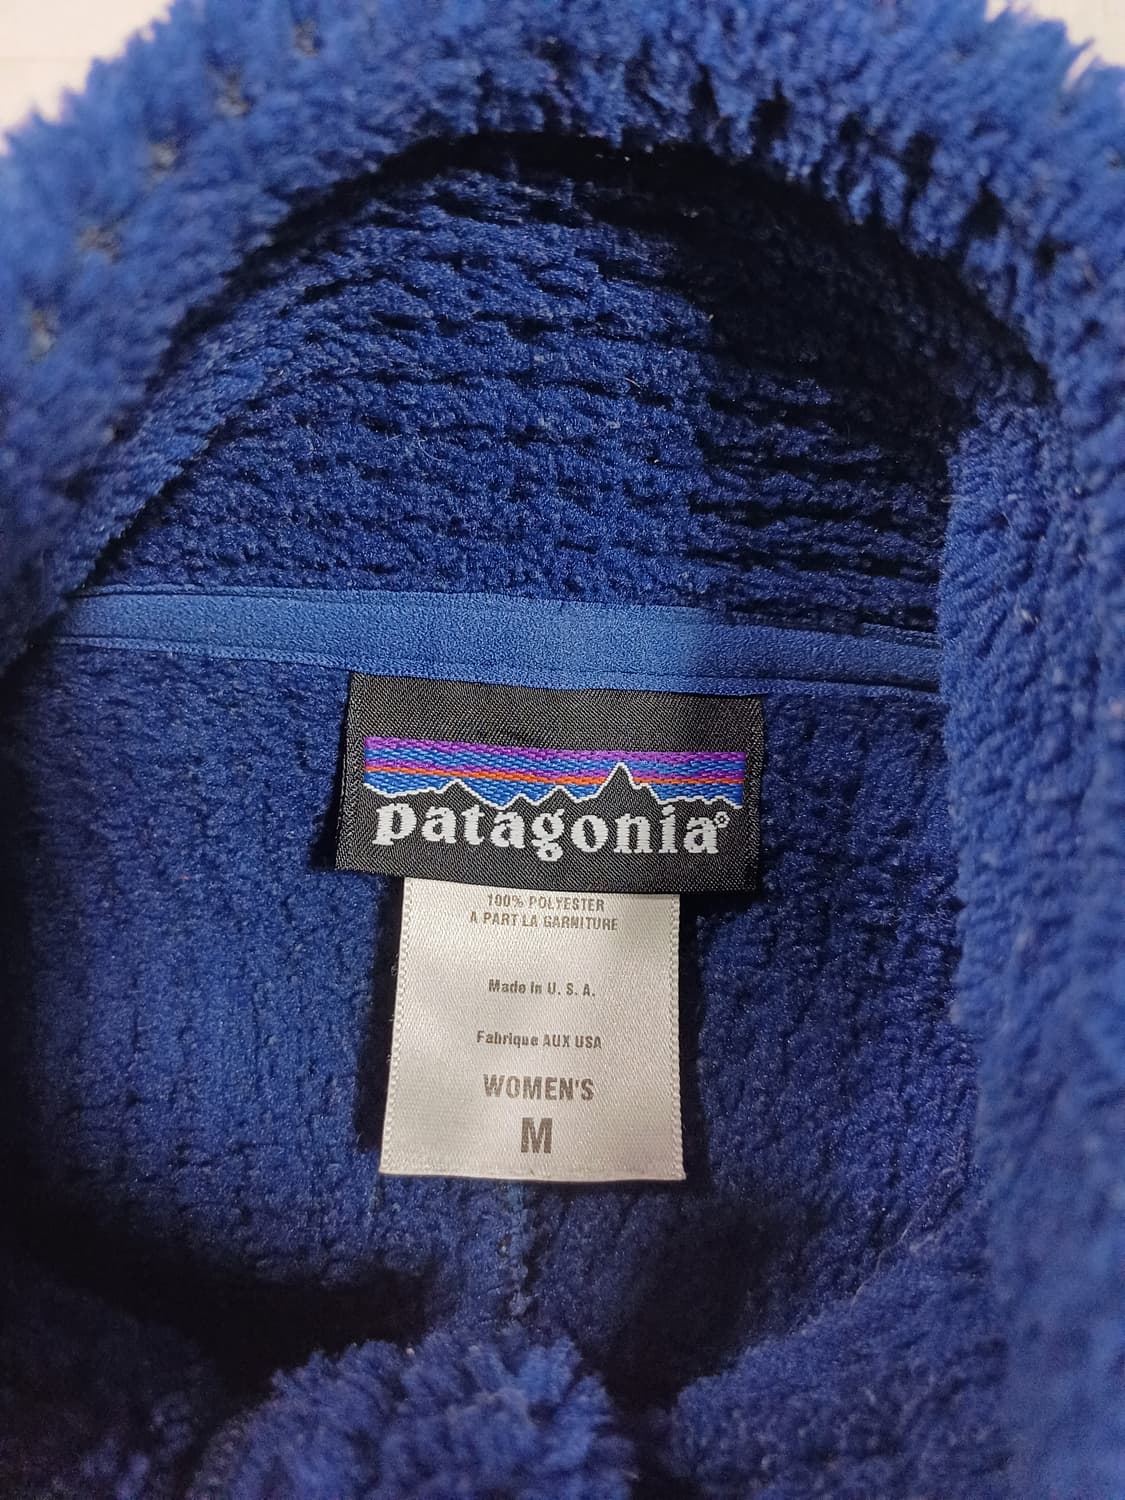 patagonia®
100% POLYESTER
A PART LA GARNITURE
Made in U. S. A.
Fabrique AUX USA
WOMEN'S
M